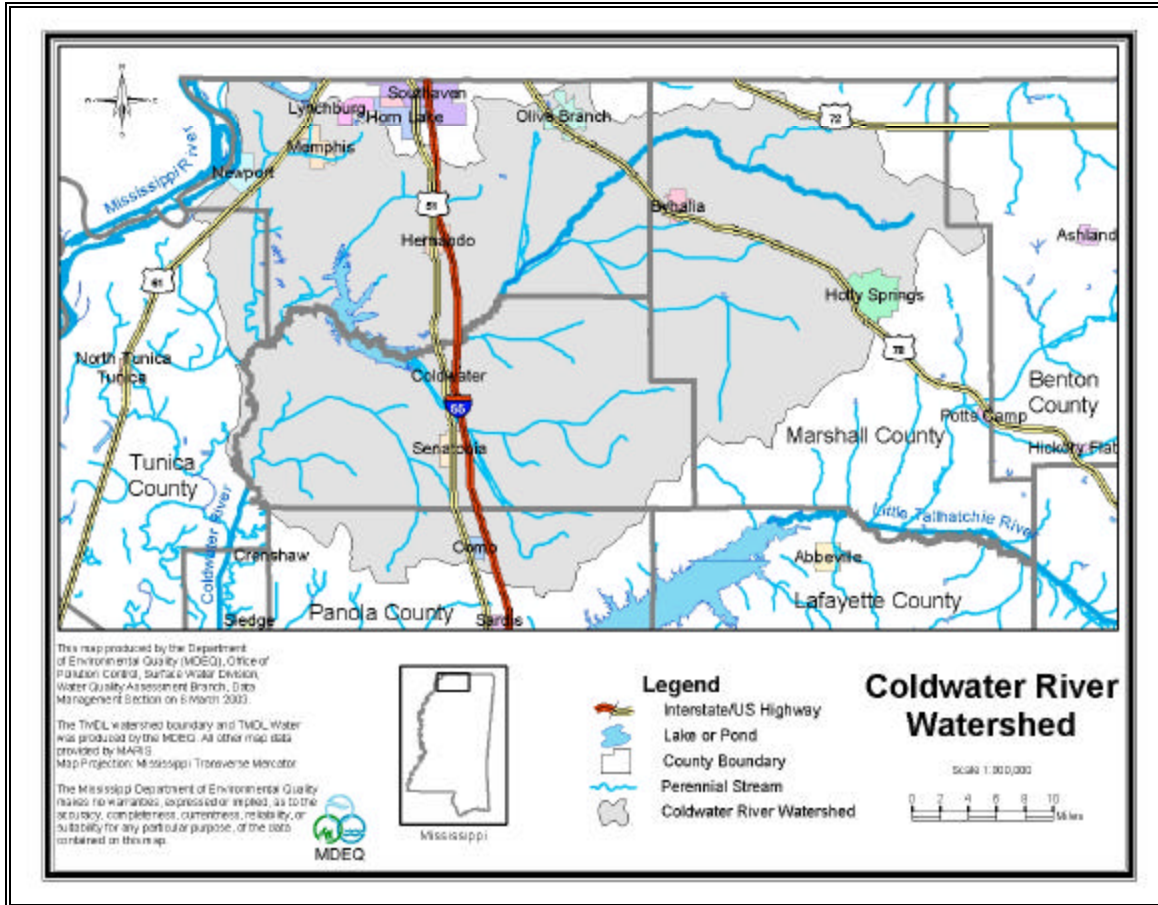 N
W E
S
Southaven
Lynchburg
Horn Lake
Olive Branch
72
Memphis
Mississippi River
Newport
Byhalia
51
Hernando
Ashland
61
Holly Springs
78
North Tunica
Tunica
Coldwater
55
Benton
County
Potts Camp
Marshall County
Senatobia
Hickory Flat
Tunica
County
Coldwater River
Little Tallahatchie River
Como
Crenshaw
Abbeville
Panola County
Lafayette County
Sledge
Sardis
This map produced by the Department
of Environmental Quality (MDEQ), Office of
Pollution Control, Surface Water Division,
Water Quality Assessment Branch, Data
Management Section on 6 March 2003.
The TMDL watershed boundary and TMDL Water
was produced by the MDEQ. All other map data
provided by MARIS
Map Projection: Mississippi Transverse Mercator
The Mississippi Department of Environmental Quality
makes no warranties, expressed or implied, as to the
accuracy, completeness, currentness, reliability, or
suitability for any particular purpose, of the data
contained on this map.
MDEQ
Mississippi
Legend
Interstate/US Highway
Lake or Pond
County Boundary
Perennial Stream
Coldwater River Watershed
Coldwater River
Watershed
0 2 4 6 8 10
Miles